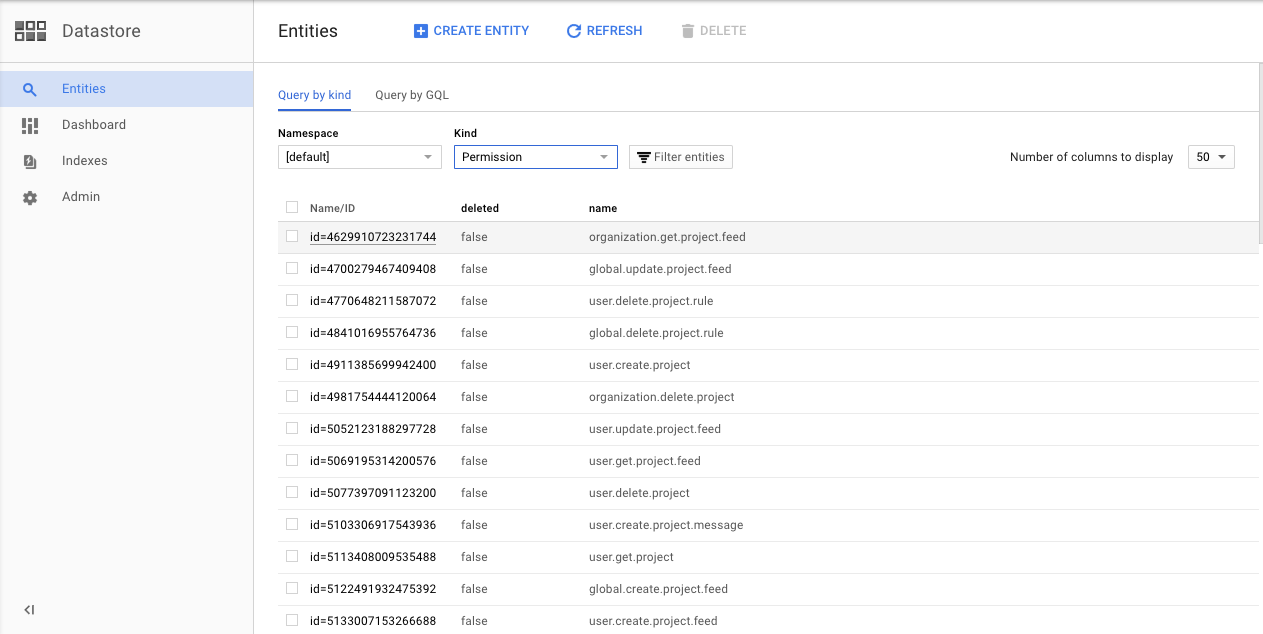 Datastore
Entities CREATE ENTITY REFRESH DELETE
Entities
Dashboard
Indexes
Admin
Query by kind Query by GQL
Namespace Kind
[default] Permission Filter entities Number of columns to display 50
Name/ID deleted name
id=4629910723231744 false organization.get.project.feed
id=4700279467409408 false global.update.project.feed
id=4770648211587072 false user.delete.project.rule
id=4841016955764736 false global.delete.project.rule
id=4911385699942400 false user.create.project
id=4981754444120064 false organization.delete.project
id=5052123188297728 false user.update.project.feed
id=5069195314200576 false user.get.project.feed
id=5077397091123200 false user.delete.project
id=5103306917543936 false user.create.project.message
id=5113408009535488 false user.get.project
id=5122491932475392 false global.create.project.feed
id=5133007153266688 false user.create.project.feed